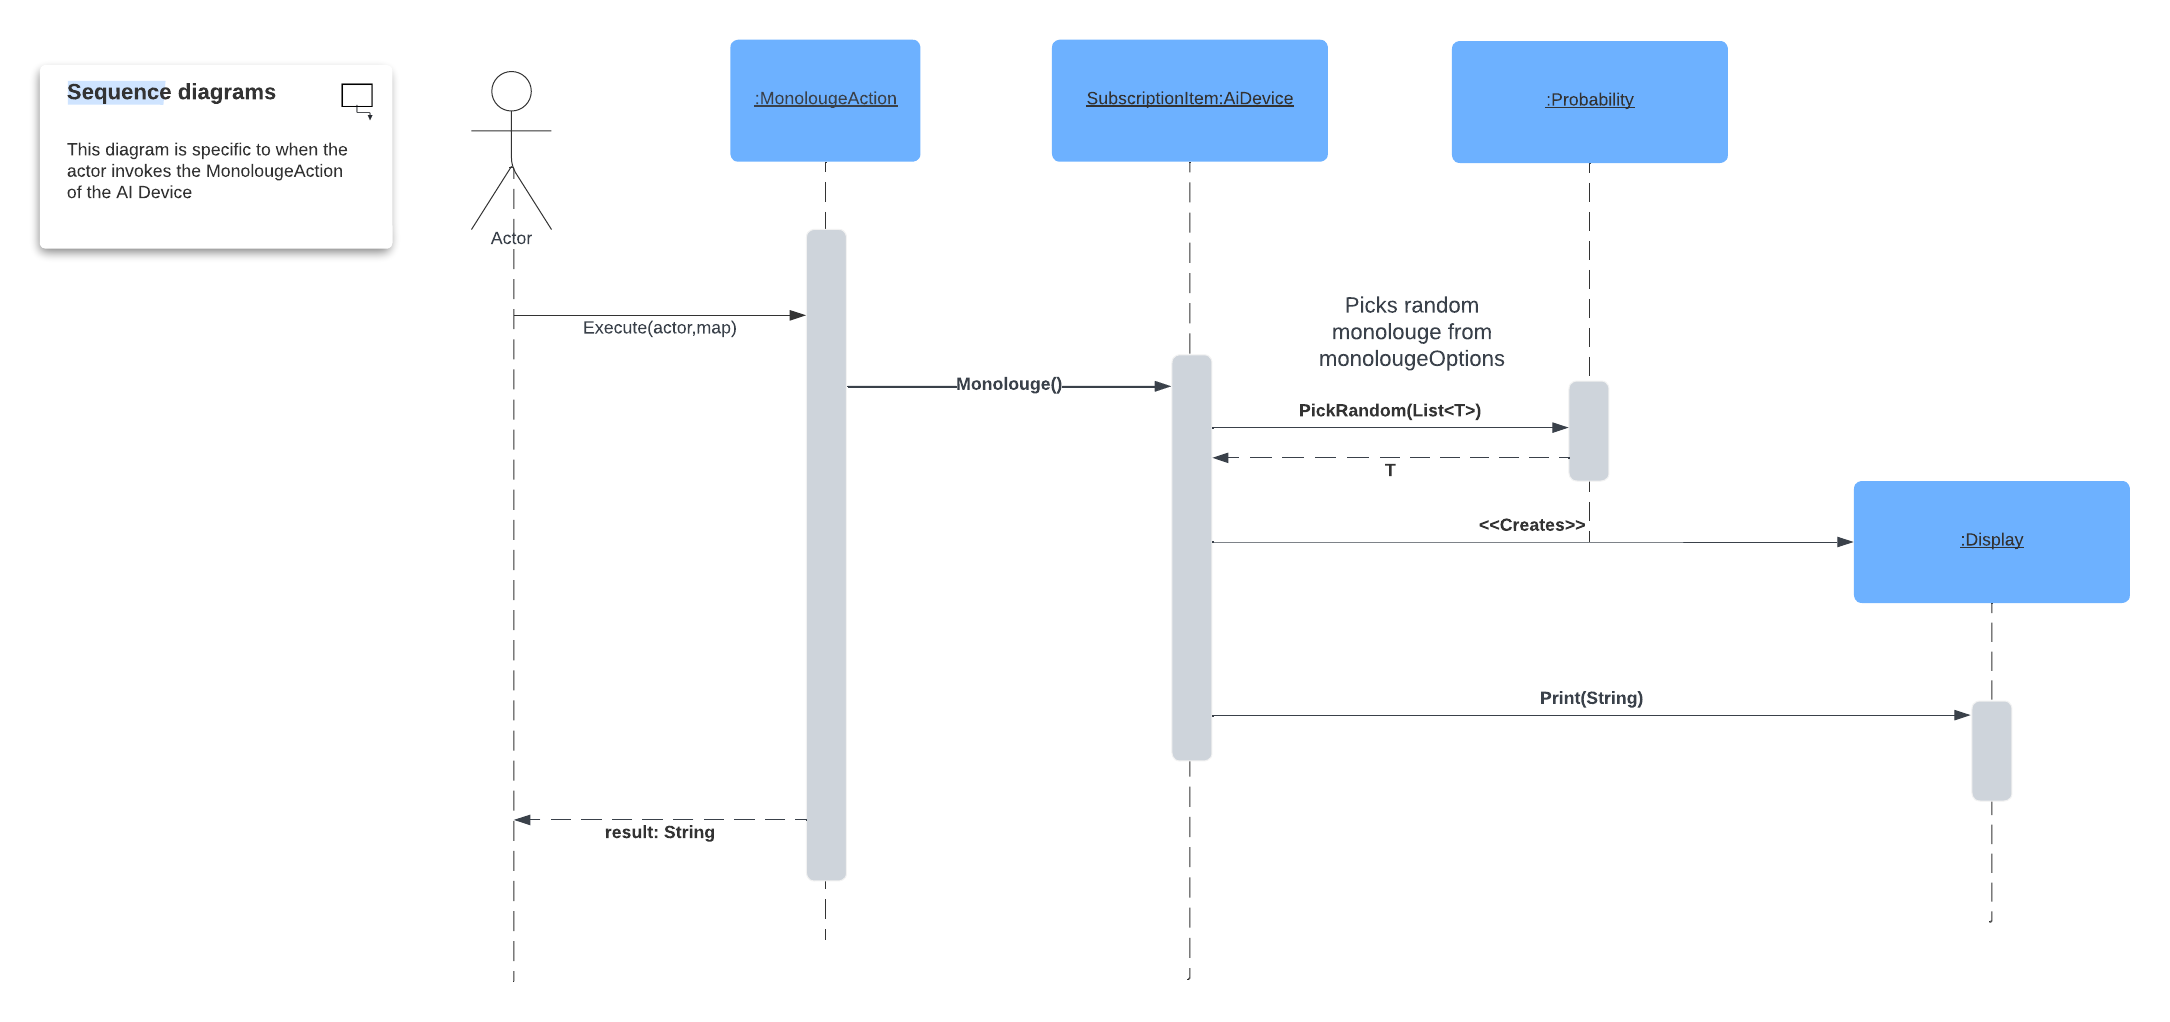 Sequence diagrams
This diagram is specific to when the
actor invokes the MonolougeAction
of the AI Device
Actor
:MonolougeAction
SubscriptionItem:AiDevice
:Probability
Execute(actor,map)
Picks random
monolouge from
monolougeOptions
Monolouge()
PickRandom(List<T>)
T
<<Creates>>
:Display
Print(String)
result: String